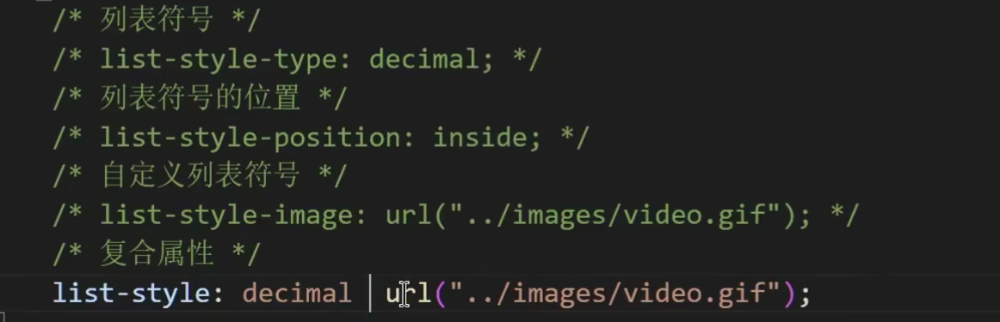 /* 列表符号 */
/* list-style-type: decimal; */
/* 列表符号的位置 */
/* list-style-position: inside; */
/* 自定义列表符号 */
/* list-style-image: url("../images/video.gif"); */
/* 复合属性 */
list-style: decimal  url("../images/video.gif");